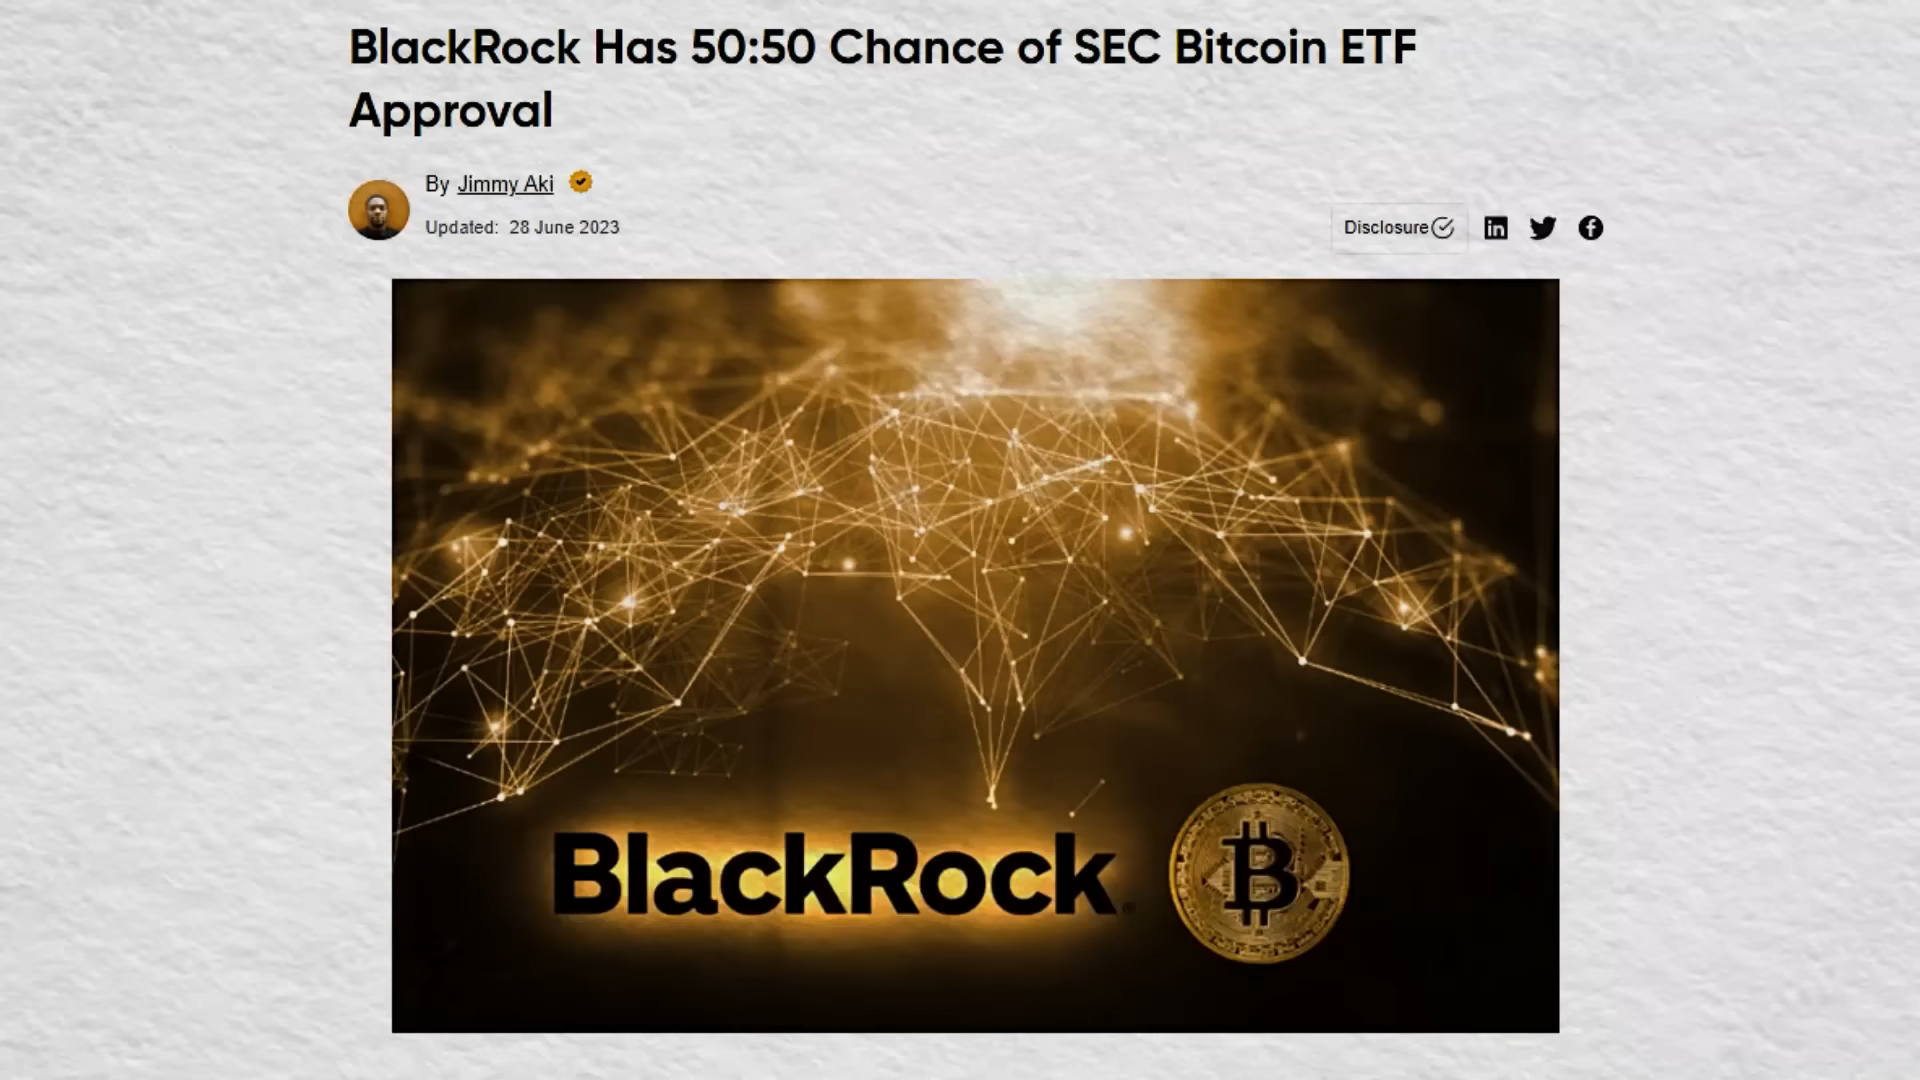 BlackRock Has 50:50 Chance of SEC Bitcoin ETF
Approval
By Jimmy Aki
Updated: 28 June 2023
Disclosure
BlackRock